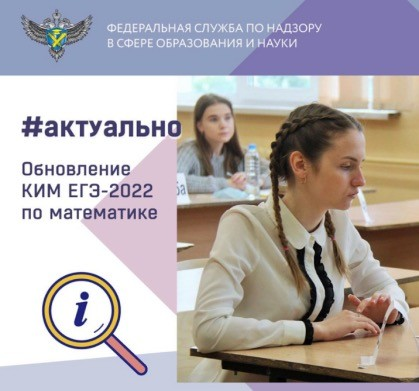 ФЕДЕРАЛЬНАЯ СЛУЖБА ПО НАДЗОРУ
В СФЕРЕ ОБРАЗОВАНИЯ И НАУКИ
#актуально
Обновление
КИМ ЕГЭ-2022
по математике
i